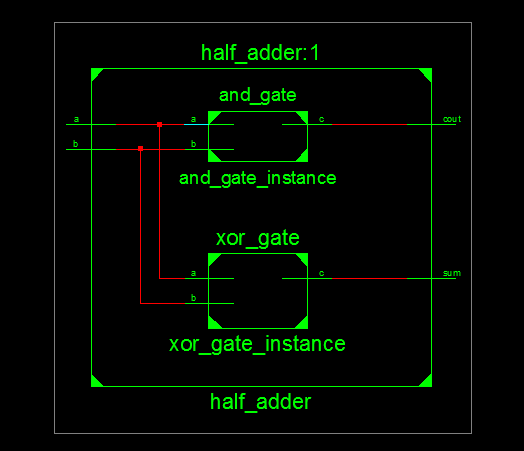 half_adder:1
and_gate
a a c cout
b b
and_gate_instance
xor_gate
a c sum
b
xor_gate_instance
half_adder